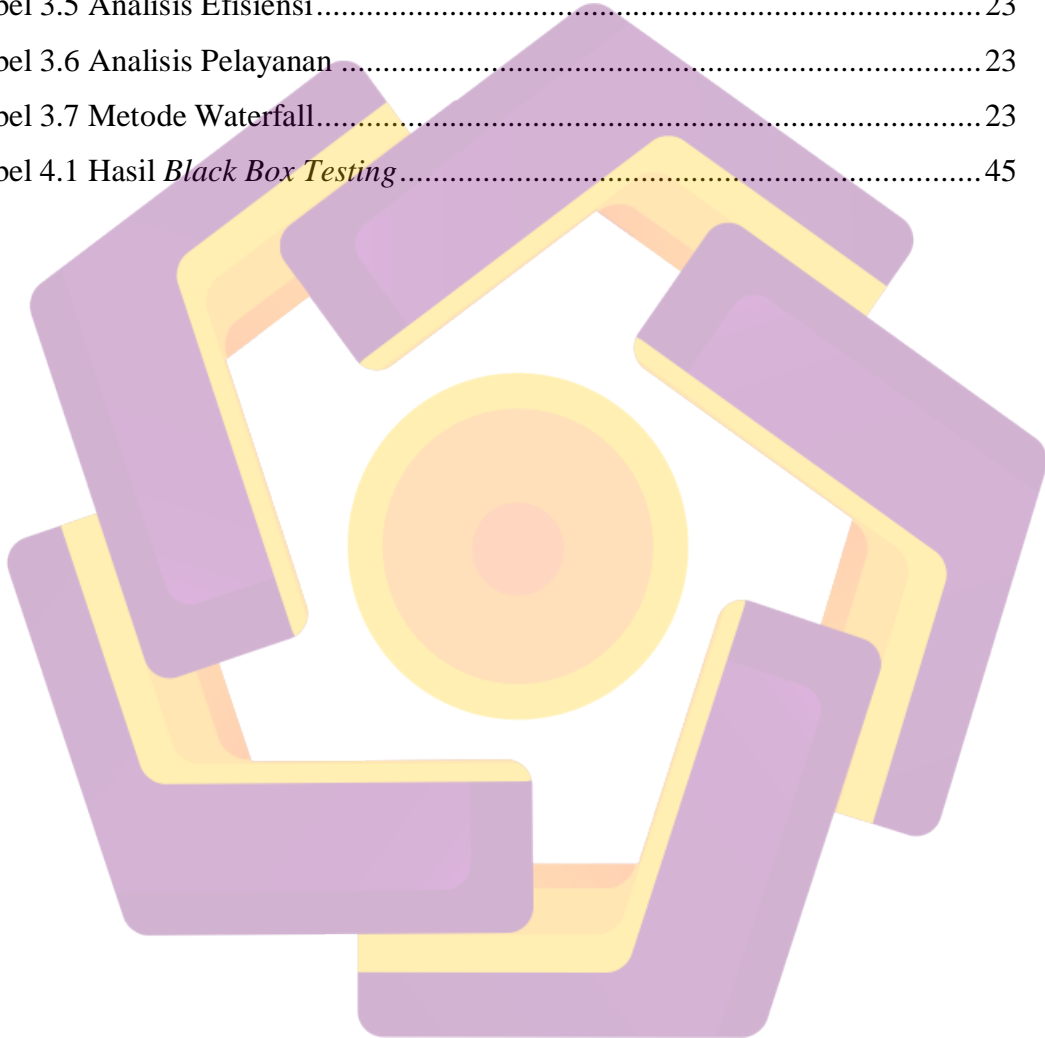 bel 3.5 Analisis Efisiensi....................................................................................23
bel 3.6 Analisis Pelayanan ................................................................................23
bel 3.7 Metode Waterfall...................................................................................23
bel 4.1 Hasil Black Box Testing.........................................................................45